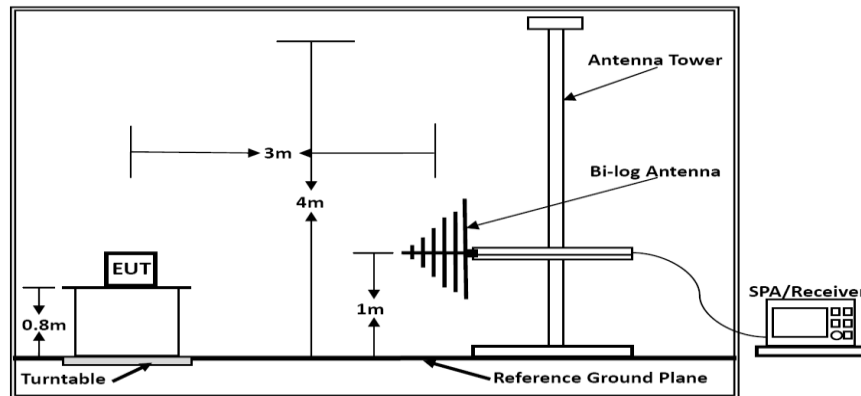 Antenna Tower
3m
Bi-log Antenna
4m
EUT
1m
SPA/Receiver
0.8m
Turntable
Reference Ground Plane